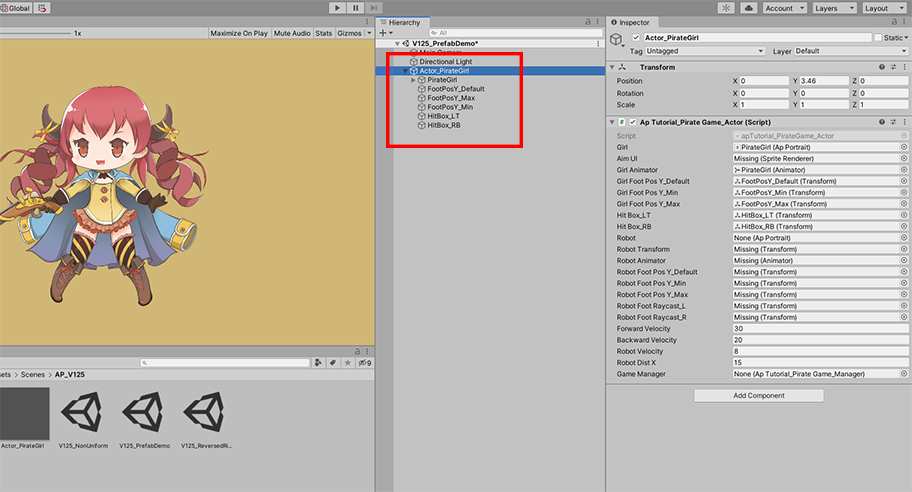 Global
Account
Layers
Layout
1x
Maximize On Play
Mute Audio
Stats
Gizmos
Hierarchy
All
V125_PrefabDemo*
Main Camera
Directional Light
Actor_PirateGirl
PirateGirl
FootPosY_Default
FootPosY_Max
FootPosY_Min
HitBox_LT
HitBox_RB
Inspector
Actor_PirateGirl
Static
Tag Untagged
Layer Default
Transform
Position X 0 Y 3.46 Z 0
Rotation X 0 Y 0 Z 0
Scale X 1 Y 1 Z 1
# Ap Tutorial_Pirate Game_Actor (Script)
Script apTutorial_PirateGame_Actor
Girl PirateGirl (Ap Portrait)
Aim UI Missing (Sprite Renderer)
Girl Animator PirateGirl (Animator)
Girl Foot Pos Y_Default FootPosY_Default (Transform)
Girl Foot Pos Y_Min FootPosY_Min (Transform)
Girl Foot Pos Y_Max FootPosY_Max (Transform)
Hit Box_LT HitBox_LT (Transform)
Hit Box_RB HitBox_RB (Transform)
Robot None (Ap Portrait)
Robot Transform Missing (Transform)
Robot Animator Missing (Animator)
Robot Foot Pos Y_Default Missing (Transform)
Robot Foot Pos Y_Min Missing (Transform)
Robot Foot Pos Y_Max Missing (Transform)
Robot Foot Raycast_L Missing (Transform)
Robot Foot Raycast_R Missing (Transform)
Forward Velocity 30
Backward Velocity 20
Robot Velocity 8
Robot Dist X 15
Game Manager None (Ap Tutorial_Pirate Game_Manager)
Add Component
9
sets > Scenes > AP_V125
Actor_PirateGirl
V125_NonUniform
V125_PrefabDemo
V125_ReversedRi...